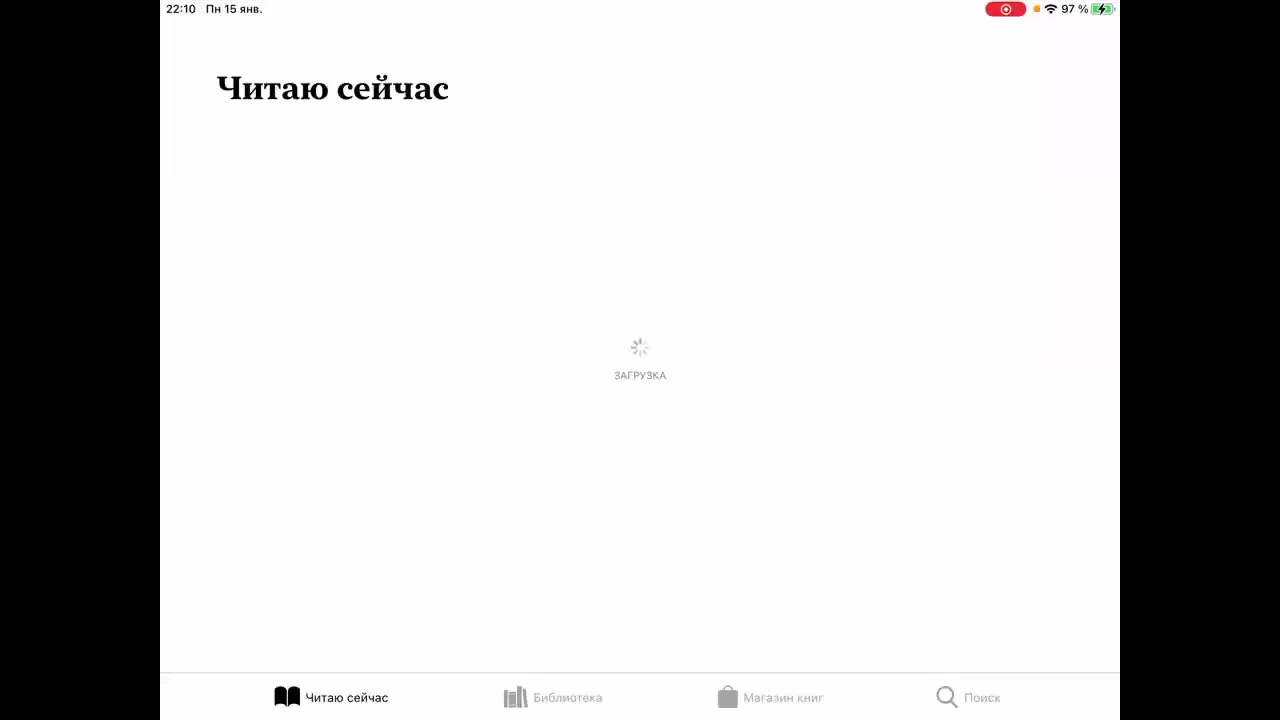 22:10 Пн 15 янв. 97 %
Читаю сейчас
ЗАГРУЗКА
Читаю сейчас Библиотека Магазин книг Поиск